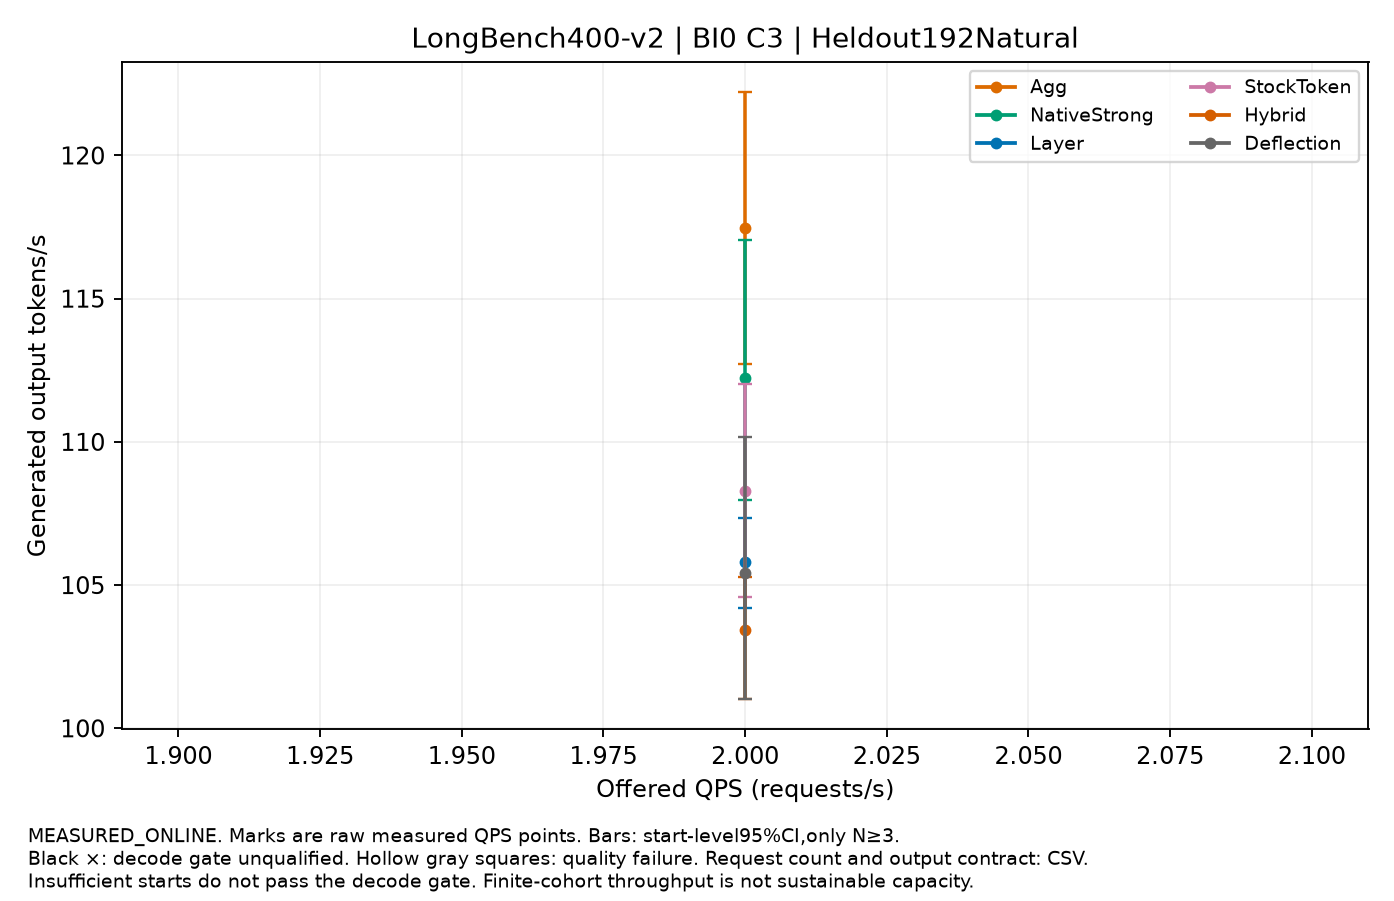 LongBench400-v2 | BI0 C3 | Heldout192Natural
Agg
NativeStrong
Layer
StockToken
Hybrid
Deflection
Generated output tokens/s
120
115
110
105
100
1.900 1.925 1.950 1.975 2.000 2.025 2.050 2.075 2.100
Offered QPS (requests/s)
MEASURED_ONLINE. Marks are raw measured QPS points. Bars: start-level95%CI,only N≥3.
Black ×: decode gate unqualified. Hollow gray squares: quality failure. Request count and output contract: CSV.
Insufficient starts do not pass the decode gate. Finite-cohort throughput is not sustainable capacity.